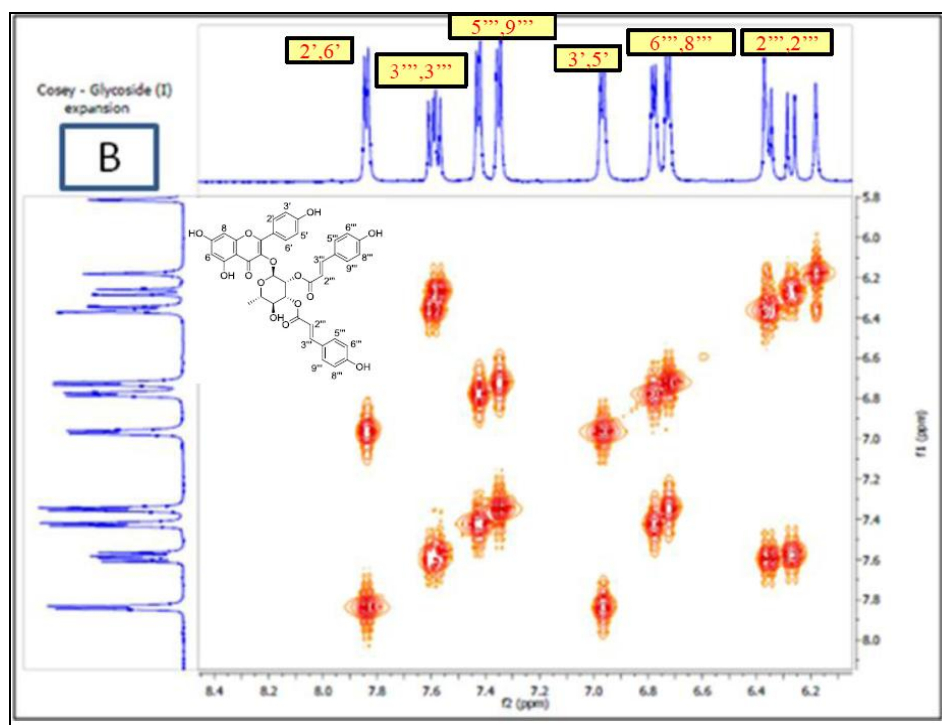 5’’’,9’’’
2’,6’
3’’’,3’’’
3’,5’
6’’’,8’’’
2’’’,2’’’
Cosey - Glycoside (I)
expansion
B
5.8
6.0
6.2
6.4
6.6
6.8
7.0
7.2
7.4
7.6
7.8
8.0
f1 (ppm)
3'
OH
2'
HO
8
5'
6'
6'''
OH
5'''
6
O
OH
O
O
3'''
8'''
9'''
O
O
2'''
O
HO
O
O
2'''
5'''
3'''
6'''
9'''
8'''
OH
8.4 8.2 8.0 7.8 7.6 7.4 7.2 7.0 6.8 6.6 6.4 6.2
f2 (ppm)